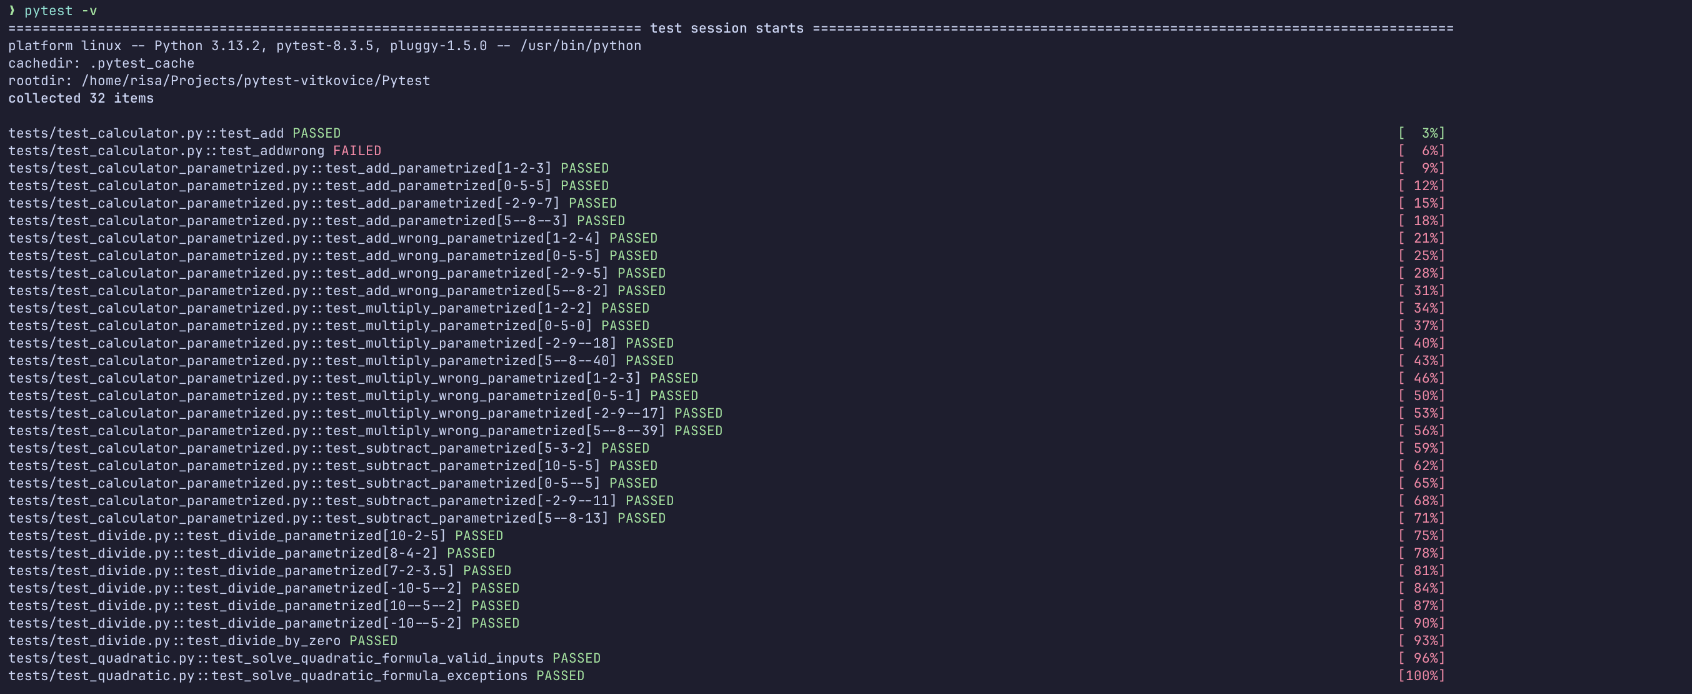 ❯ pytest -v
============================================================================== test session starts ===============================================================================
platform linux -- Python 3.13.2, pytest-8.3.5, pluggy-1.5.0 -- /usr/bin/python
cachedir: .pytest_cache
rootdir: /home/risa/Projects/pytest-vitkovice/Pytest
collected 32 items

tests/test_calculator.py::test_add PASSED [  3%]
tests/test_calculator.py::test_addwrong FAILED [  6%]
tests/test_calculator_parametrized.py::test_add_parametrized[1-2-3] PASSED [  9%]
tests/test_calculator_parametrized.py::test_add_parametrized[0-5-5] PASSED [ 12%]
tests/test_calculator_parametrized.py::test_add_parametrized[-2-9-7] PASSED [ 15%]
tests/test_calculator_parametrized.py::test_add_parametrized[5--8--3] PASSED [ 18%]
tests/test_calculator_parametrized.py::test_add_wrong_parametrized[1-2-4] PASSED [ 21%]
tests/test_calculator_parametrized.py::test_add_wrong_parametrized[0-5-5] PASSED [ 25%]
tests/test_calculator_parametrized.py::test_add_wrong_parametrized[-2-9-5] PASSED [ 28%]
tests/test_calculator_parametrized.py::test_add_wrong_parametrized[5--8-2] PASSED [ 31%]
tests/test_calculator_parametrized.py::test_multiply_parametrized[1-2-2] PASSED [ 34%]
tests/test_calculator_parametrized.py::test_multiply_parametrized[0-5-0] PASSED [ 37%]
tests/test_calculator_parametrized.py::test_multiply_parametrized[-2-9--18] PASSED [ 40%]
tests/test_calculator_parametrized.py::test_multiply_parametrized[5--8--40] PASSED [ 43%]
tests/test_calculator_parametrized.py::test_multiply_wrong_parametrized[1-2-3] PASSED [ 46%]
tests/test_calculator_parametrized.py::test_multiply_wrong_parametrized[0-5-1] PASSED [ 50%]
tests/test_calculator_parametrized.py::test_multiply_wrong_parametrized[-2-9--17] PASSED [ 53%]
tests/test_calculator_parametrized.py::test_multiply_wrong_parametrized[5--8--39] PASSED [ 56%]
tests/test_calculator_parametrized.py::test_subtract_parametrized[5-3-2] PASSED [ 59%]
tests/test_calculator_parametrized.py::test_subtract_parametrized[10-5-5] PASSED [ 62%]
tests/test_calculator_parametrized.py::test_subtract_parametrized[0-5--5] PASSED [ 65%]
tests/test_calculator_parametrized.py::test_subtract_parametrized[-2-9--11] PASSED [ 68%]
tests/test_calculator_parametrized.py::test_subtract_parametrized[5--8-13] PASSED [ 71%]
tests/test_divide.py::test_divide_parametrized[10-2-5] PASSED [ 75%]
tests/test_divide.py::test_divide_parametrized[8-4-2] PASSED [ 78%]
tests/test_divide.py::test_divide_parametrized[7-2-3.5] PASSED [ 81%]
tests/test_divide.py::test_divide_parametrized[-10-5--2] PASSED [ 84%]
tests/test_divide.py::test_divide_parametrized[10--5--2] PASSED [ 87%]
tests/test_divide.py::test_divide_parametrized[-10--5-2] PASSED [ 90%]
tests/test_divide.py::test_divide_by_zero PASSED [ 93%]
tests/test_quadratic.py::test_solve_quadratic_formula_valid_inputs PASSED [ 96%]
tests/test_quadratic.py::test_solve_quadratic_formula_exceptions PASSED [100%]